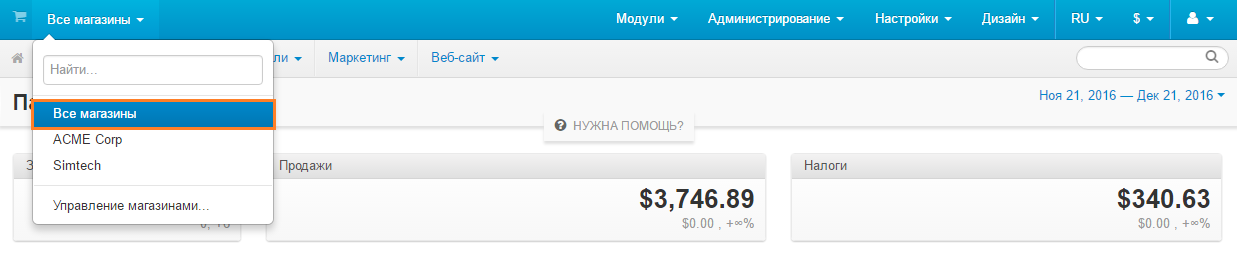 Все магазины
Модули
Администрирование
Настройки
Дизайн
RU
$
ли
Маркетинг
Веб-сайт
Найти...
Па
Ноя 21, 2016 — Дек 21, 2016
Все магазины
НУЖНА ПОМОЩЬ?
ACME Corp
Simtech
Продажи
Налоги
Управление магазинами...
$3,746.89
$340.63
$0.00 , +∞%
$0.00 , +∞%